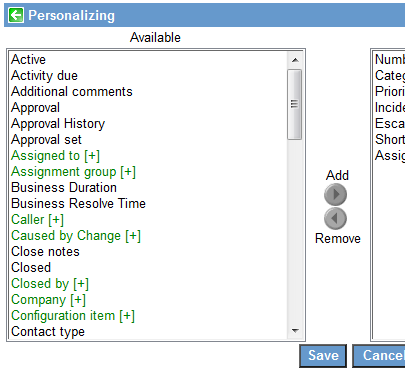 Personalizing
Available
Active
Activity due
Additional comments
Approval
Approval History
Approval set
Assigned to [+]
Assignment group [+]
Business Duration
Business Resolve Time
Caller [+]
Caused by Change [+]
Close notes
Closed
Closed by [+]
Company [+]
Configuration item [+]
Contact type
Add
Remove
Numb
Categ
Priori
Incide
Esca
Short
Assig
Save
Cancel